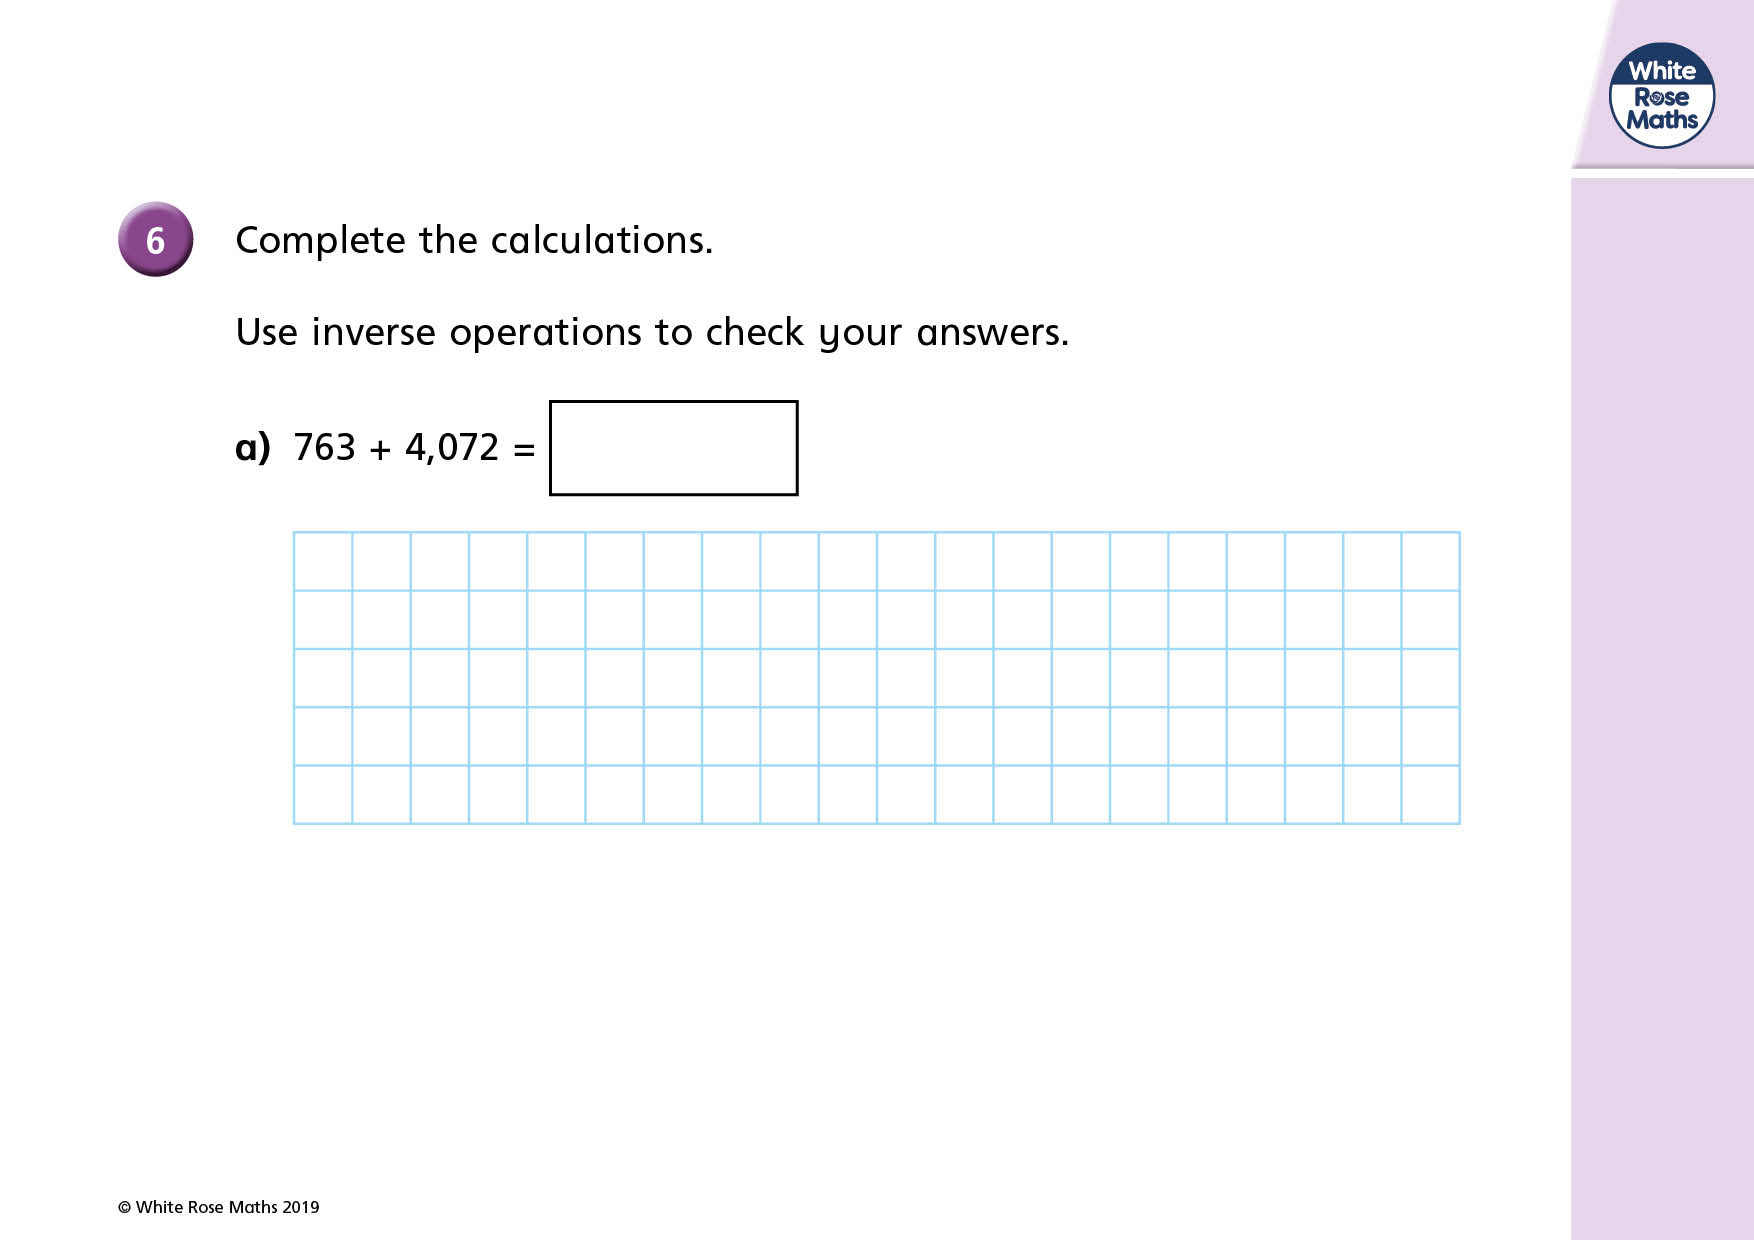 White
Rose
Maths
6 Complete the calculations.
Use inverse operations to check your answers.
a) 763 + 4,072 =
© White Rose Maths 2019